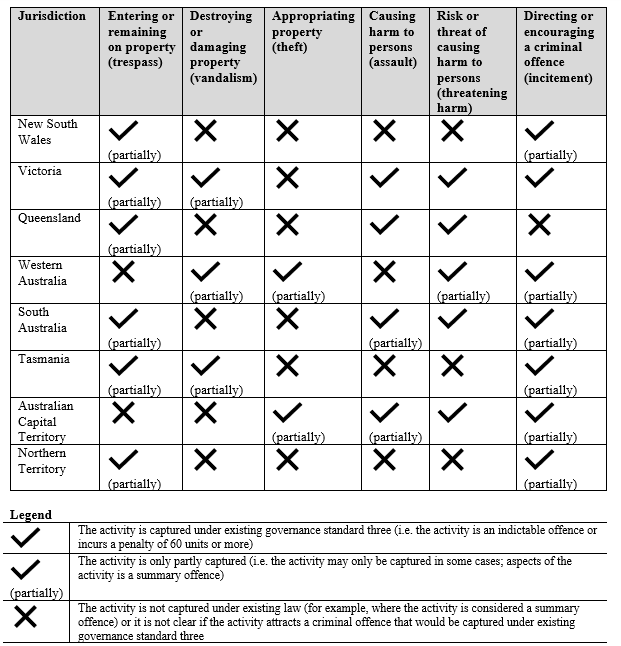 Jurisdiction
Entering or
remaining
on property
(trespass)
Destroying
or
damaging
property
(vandalism)
Appropriating
property
(theft)
Causing
harm to
persons
(assault)
Risk or
threat of
causing
harm to
persons
(threatening
harm)
Directing or
encouraging
a criminal
offence
(incitement)
New South
Wales
(partially)
(partially)
Victoria
(partially)
(partially)
Queensland
(partially)
Western
Australia
(partially)
(partially)
(partially)
(partially)
South
Australia
(partially)
(partially)
(partially)
Tasmania
(partially)
(partially)
(partially)
Australian
Capital
Territory
(partially)
(partially)
(partially)
Northern
Territory
(partially)
(partially)
Legend
The activity is captured under existing governance standard three (i.e. the activity is an indictable offence or
incurs a penalty of 60 units or more)
(partially)
The activity is only partly captured (i.e. the activity may only be captured in some cases; aspects of the
activity is a summary offence)
The activity is not captured under existing law (for example, where the activity is considered a summary
offence) or it is not clear if the activity attracts a criminal offence that would be captured under existing
governance standard three